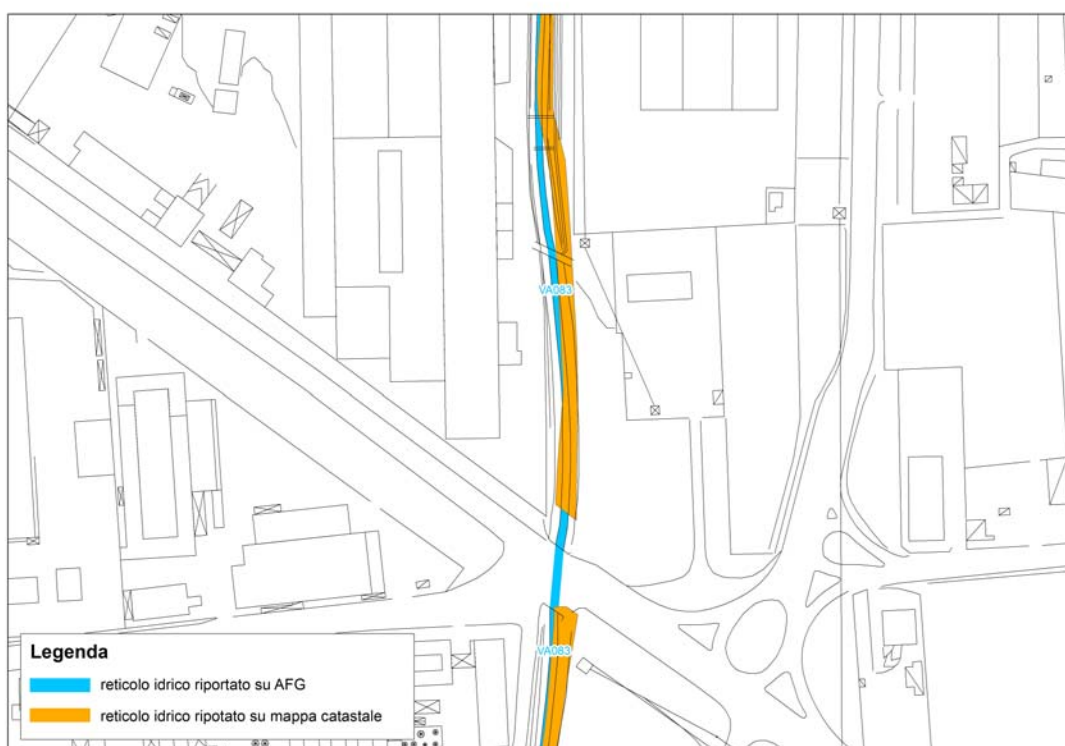 VA083
VA083
Legenda
reticolo idrico riportato su AFG
reticolo idrico ripotato su mappa catastale